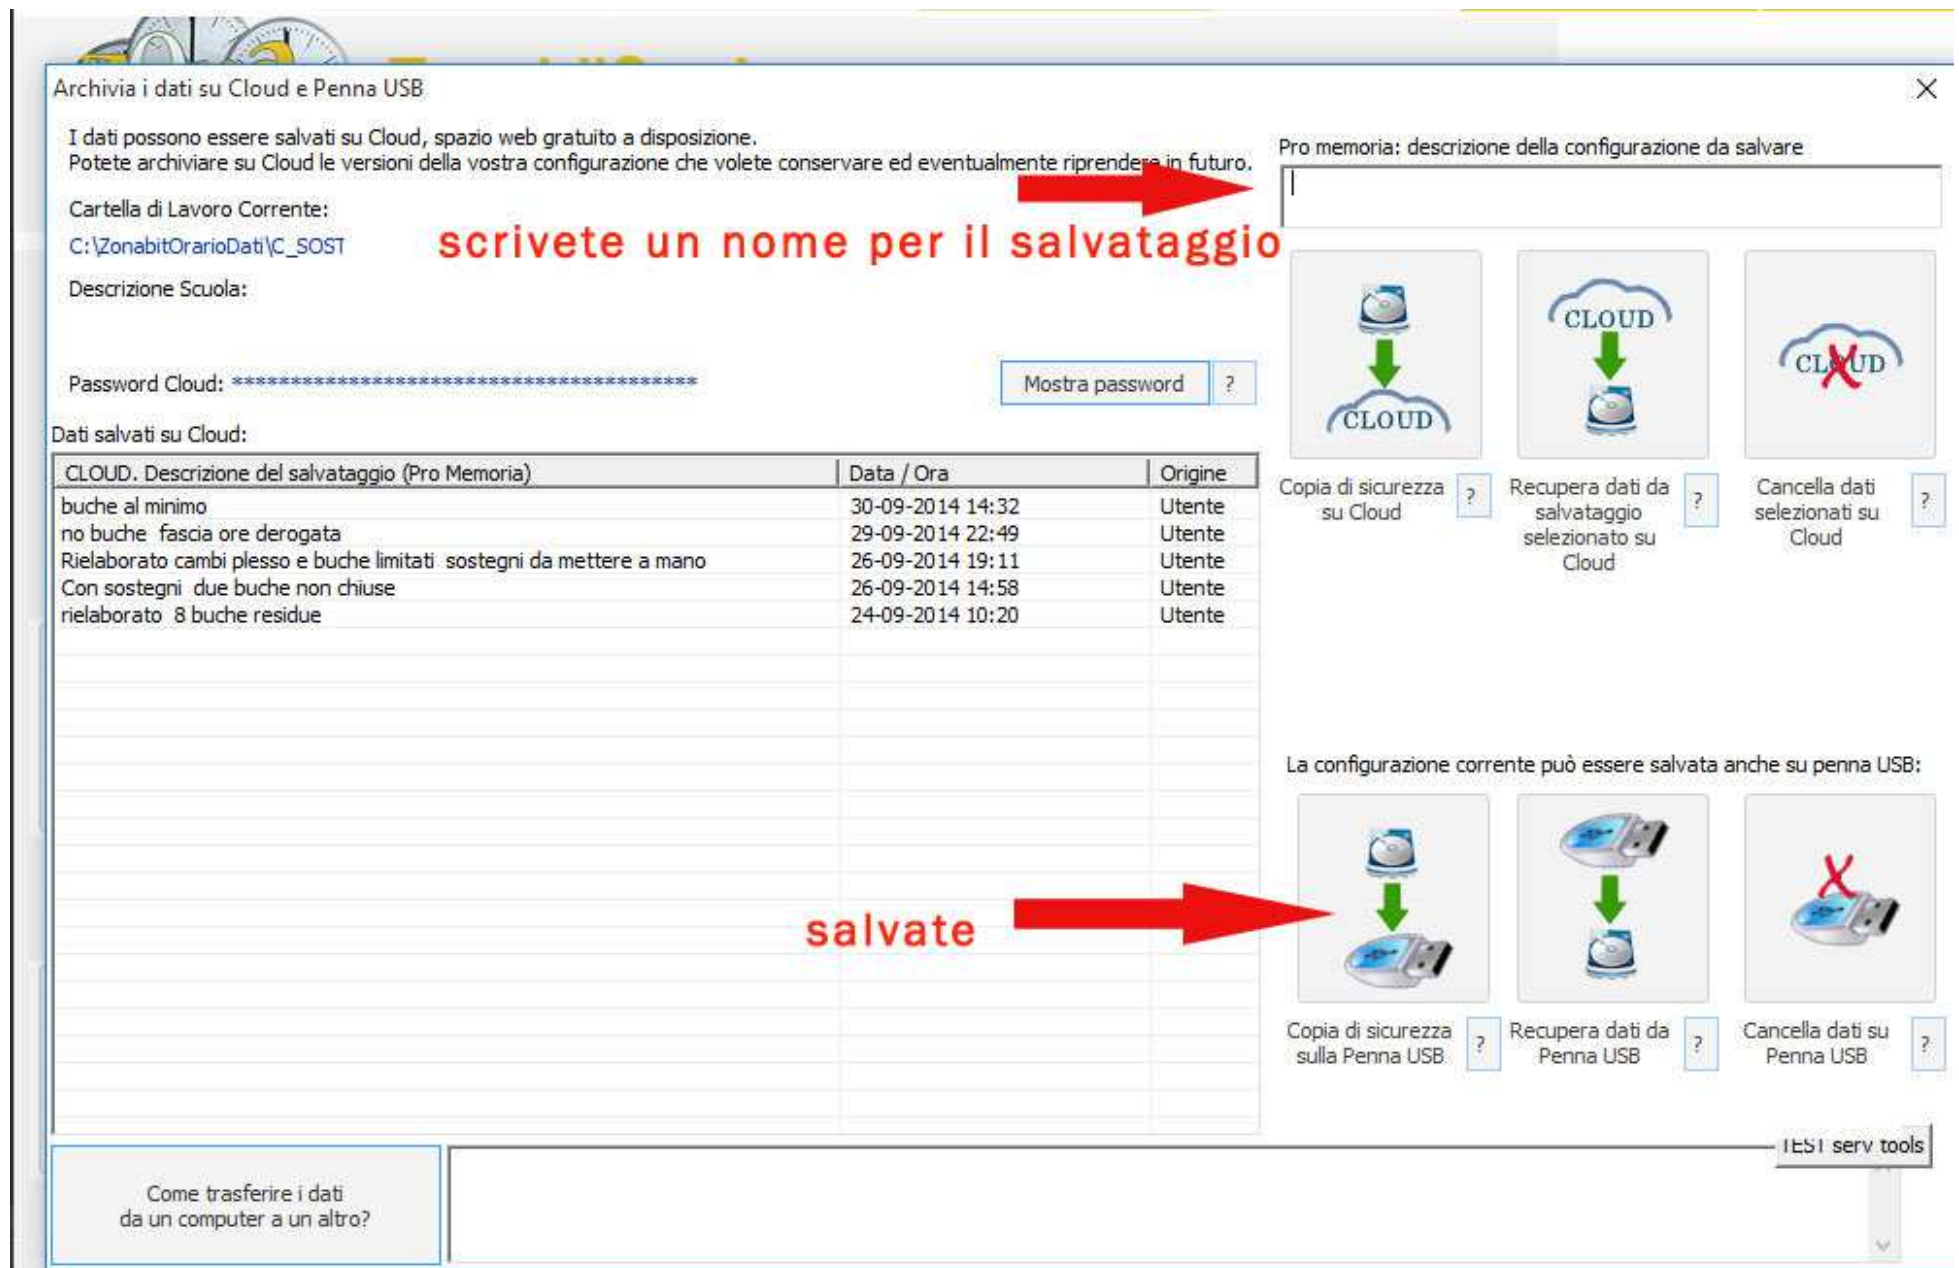 Archivia i dati su Cloud e Penna USB
I dati possono essere salvati su Cloud, spazio web gratuito a disposizione.
Potete archiviare su Cloud le versioni della vostra configurazione che volete conservare ed eventualmente riprendere in futuro.
Pro memoria: descrizione della configurazione da salvare
Cartella di Lavoro Corrente:
C:\ZonabitOrarioDati\C_SOST
scrivete un nome per il salvataggio
Descrizione Scuola:
Password Cloud: ****************************************
Mostra password ?
CLOUD
CLOUD
CLOUD
Copia di sicurezza
su Cloud
?
Recupera dati da
salvataggio
selezionato su
Cloud
?
Cancella dati
selezionati su
Cloud
?
Dati salvati su Cloud:
CLOUD. Descrizione del salvataggio (Pro Memoria) Data / Ora Origine
buche al minimo 30-09-2014 14:32 Utente
no buche fascia ore derogata 29-09-2014 22:49 Utente
Rielaborato cambi plesso e buche limitati sostegni da mettere a mano 26-09-2014 19:11 Utente
Con sostegni due buche non chiuse 26-09-2014 14:58 Utente
rielaborato 8 buche residue 24-09-2014 10:20 Utente
La configurazione corrente può essere salvata anche su penna USB:
salvate
Copia di sicurezza
sulla Penna USB
?
Recupera dati da
Penna USB
?
Cancella dati su
Penna USB
?
TEST serv tools
Come trasferire i dati
da un computer a un altro?